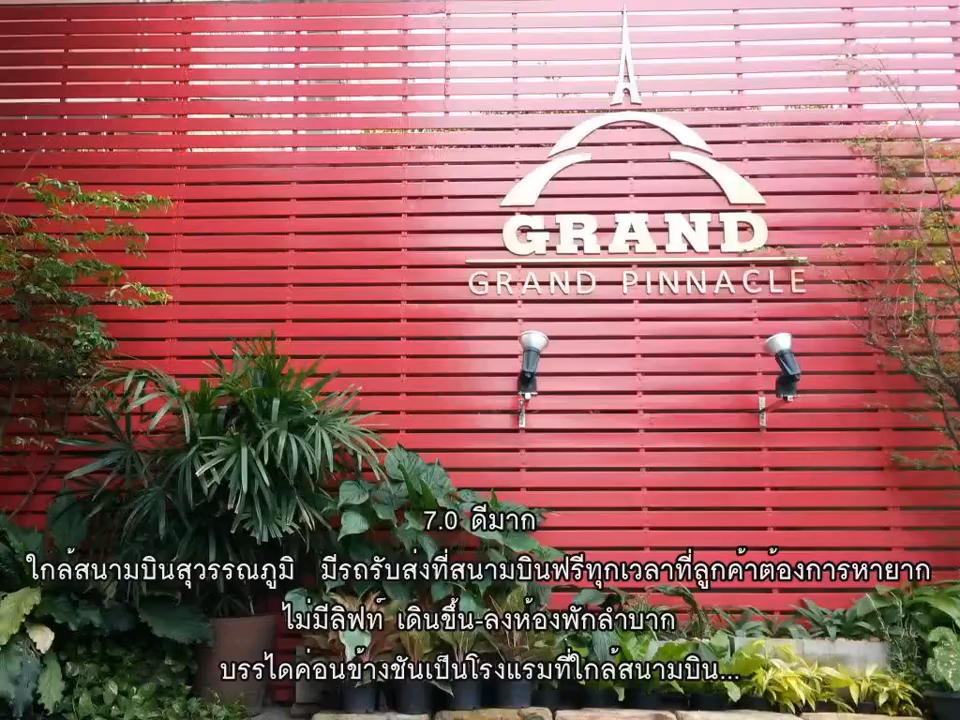 GRAND
GRAND PINNACLE
7.0 ดีมาก
ใกล้สนามบินสุวรรณภูมิ มีรถรับส่งที่สนามบินฟรีทุกเวลาที่ลูกค้าต้องการหายาก
ไม่มีลิฟท์ เดินขึ้น-ลงห้องพักลำบาก
บรรไดค่อนข้างชันเป็นโรงแรมที่ใกล้สนามบิน...